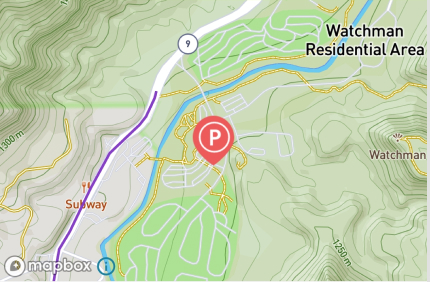 Watchman
Residential Area
9
P
1300 m
Watchman
Subway
1250 m
mapbox
i